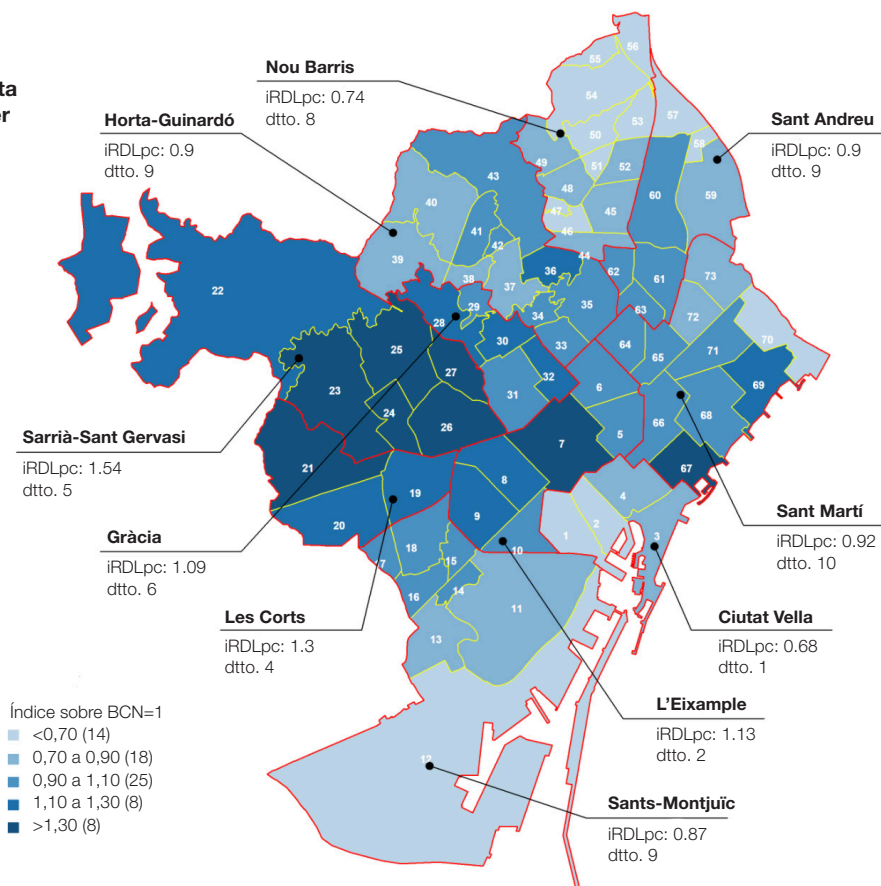 ta
er
Nou Barris
iRDLpc: 0.74
dtto. 8
Horta-Guinardó
iRDLpc: 0.9
dtto. 9
Sant Andreu
iRDLpc: 0.9
dtto. 9
Sarrià-Sant Gervasi
iRDLpc: 1.54
dtto. 5
Gràcia
iRDLpc: 1.09
dtto. 6
Les Corts
iRDLpc: 1.3
dtto. 4
Sant Martí
iRDLpc: 0.92
dtto. 10
Ciutat Vella
iRDLpc: 0.68
dtto. 1
L'Eixample
iRDLpc: 1.13
dtto. 2
Sants-Montjuïc
iRDLpc: 0.87
dtto. 9
Índice sobre BCN=1
<0,70 (14)
0,70 a 0,90 (18)
0,90 a 1,10 (25)
1,10 a 1,30 (8)
>1,30 (8)
56
55
54
53
57
50
58
49
51
52
43
48
60
59
40
47
45
46
41
42
39
44
36
62
61
73
38
37
22
29
35
63
72
28
34
70
30
33
64
65
71
25
27
32
69
23
31
6
24
26
5
66
68
7
21
67
19
8
4
20
9
1
2
3
10
18
15
17
14
16
11
13
12